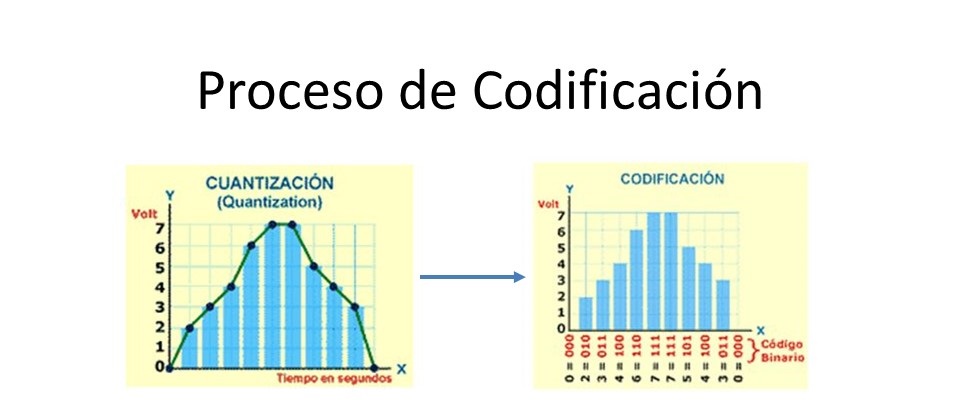 Proceso de Codificación
CUANTIZACIÓN
(Quantization)
Y
Volt
7
6
5
4
3
2
1
0
X
Tiempo en segundos
CODIFICACIÓN
Y
Volt
7
6
5
4
3
2
1
0
X
0 = 000
2 = 010
3 = 011
4 = 100
6 = 110
7 = 111
7 = 111
5 = 101
4 = 100
3 = 011
0 = 000
Código
Binario